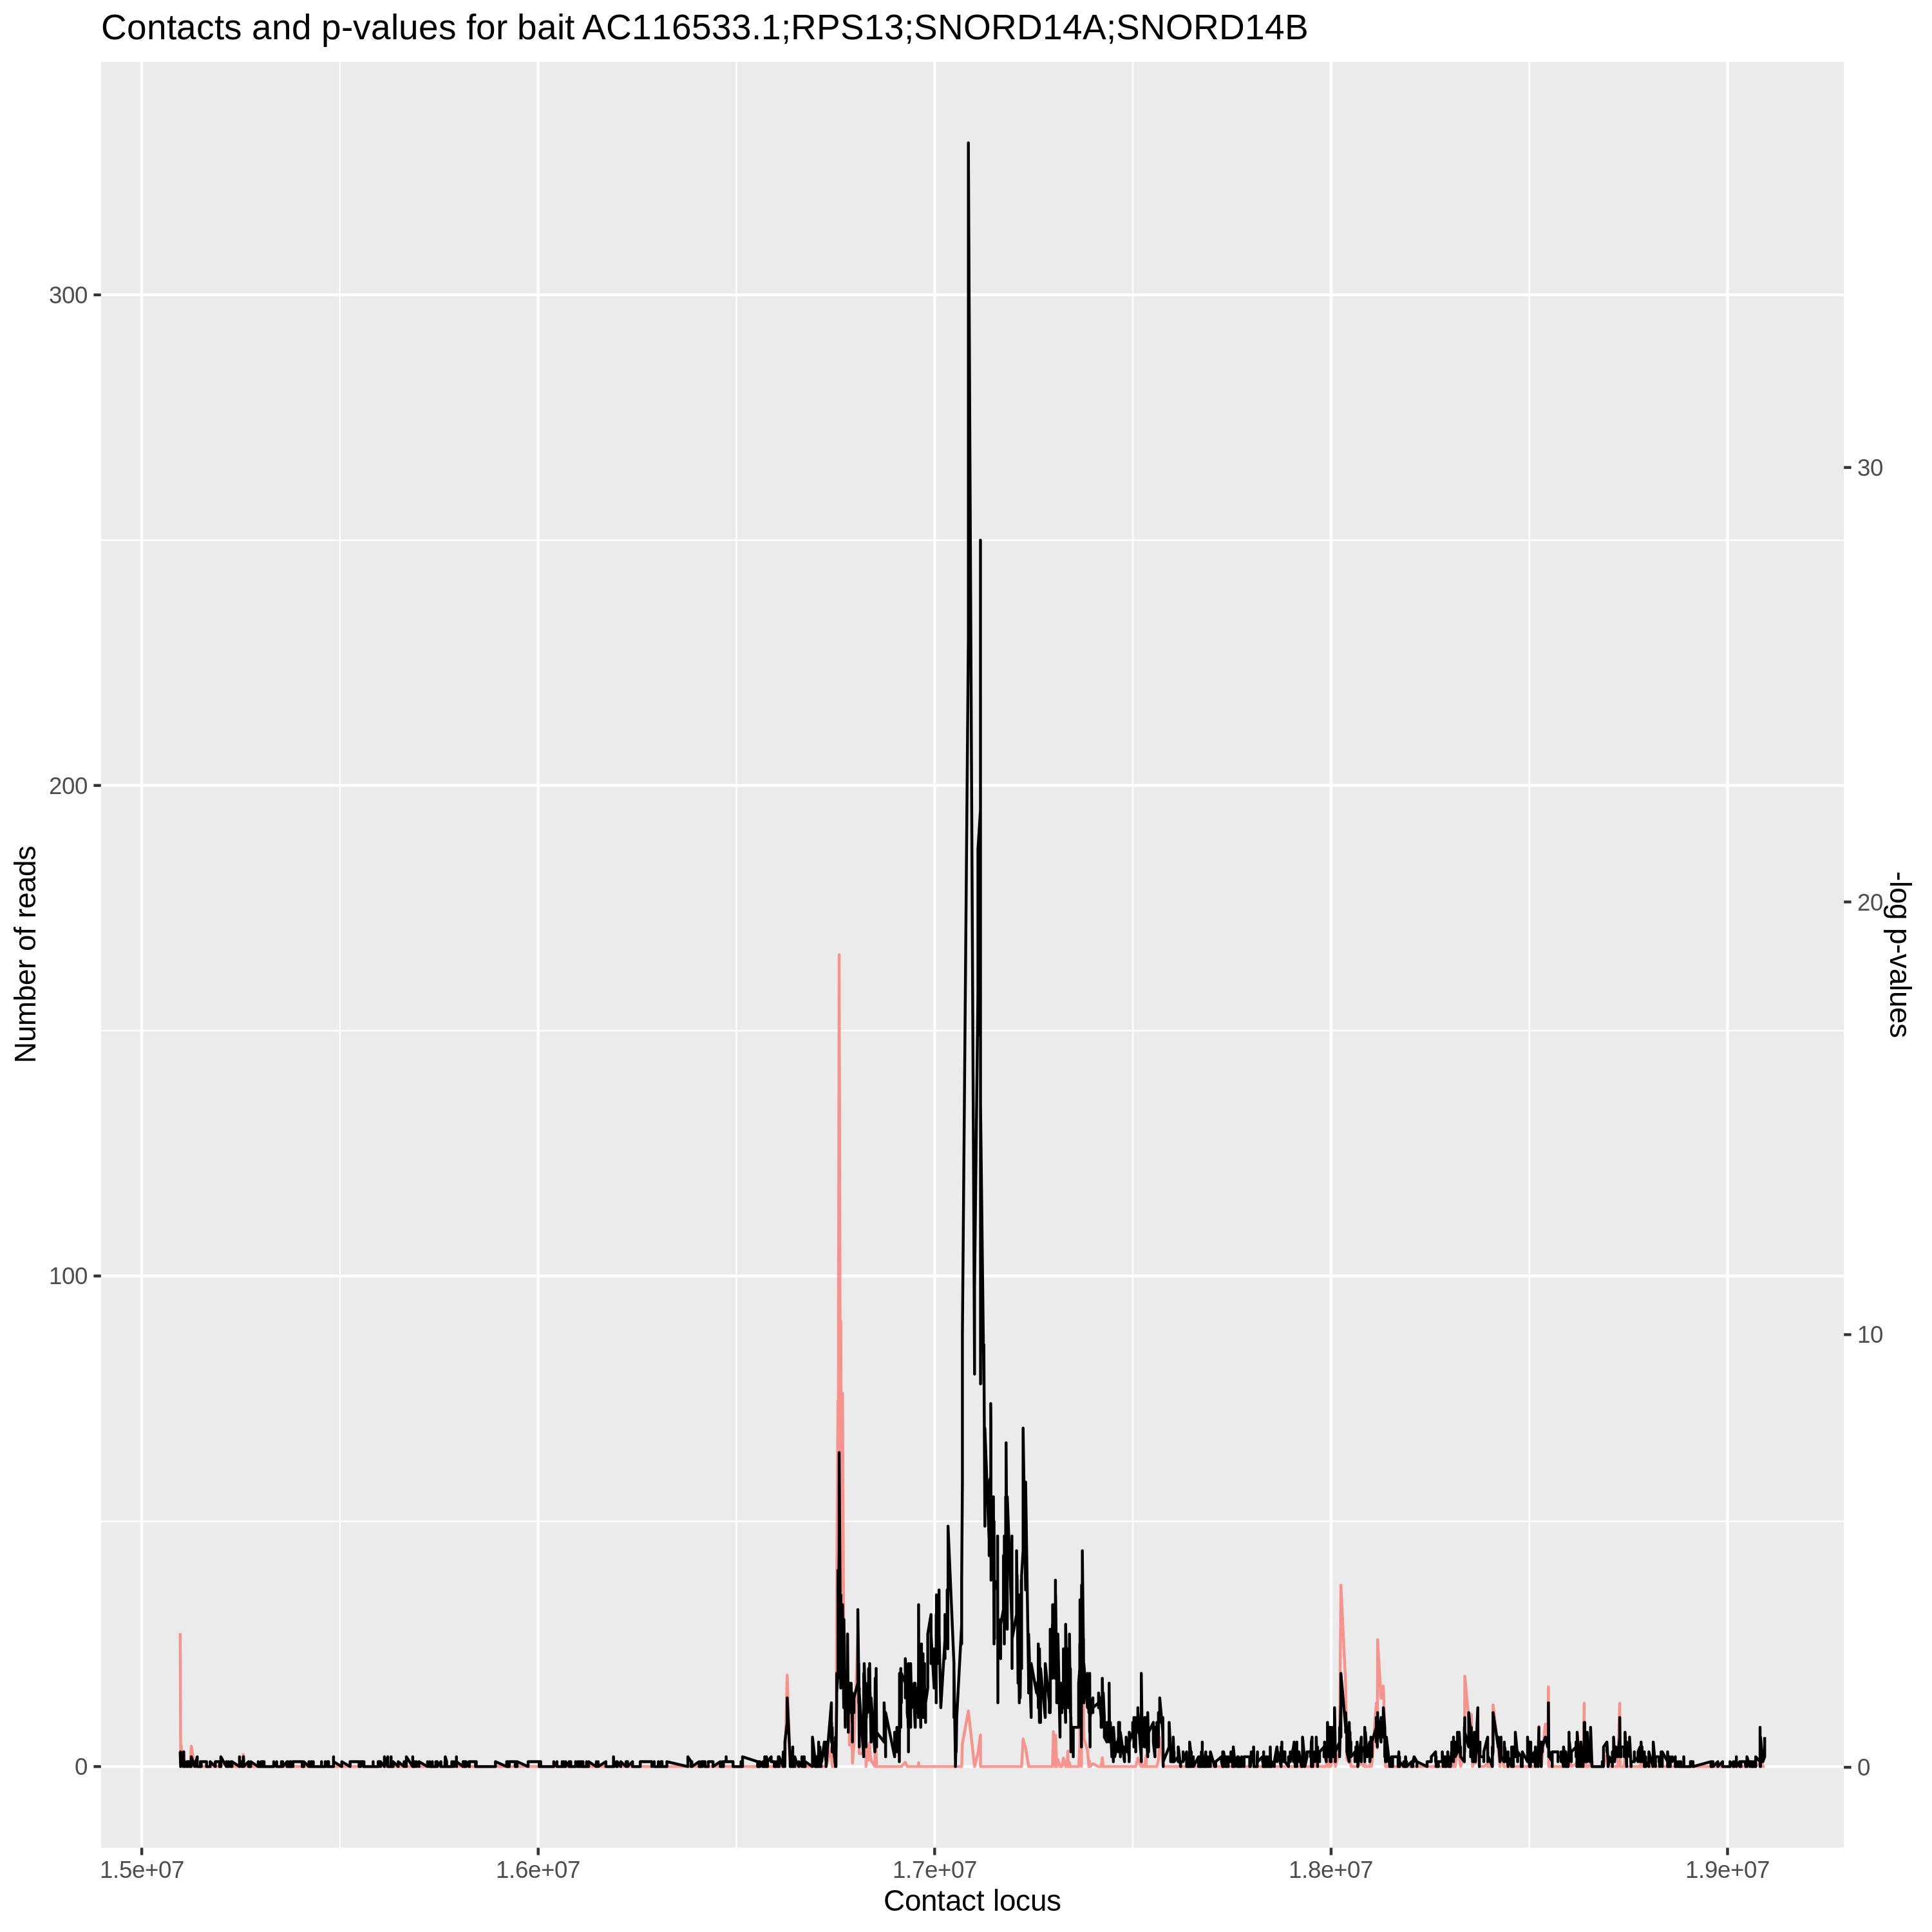 Contacts and p-values for bait AC116533.1;RPS13;SNORD14A;SNORD14B
300
200
100
0
Number of reads
30
20
10
0
-log p-values
1.5e+07
1.6e+07
1.7e+07
1.8e+07
1.9e+07
Contact locus